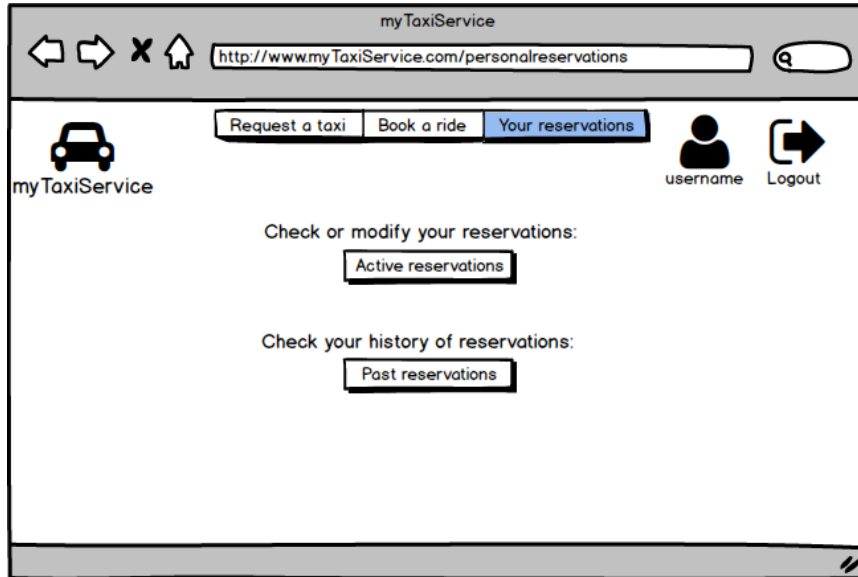 myTaxiService
http://www.myTaxiService.com/personalreservations
Request a taxi
Book a ride
Your reservations
myTaxiService
username
Logout
Check or modify your reservations:
Active reservations
Check your history of reservations:
Past reservations